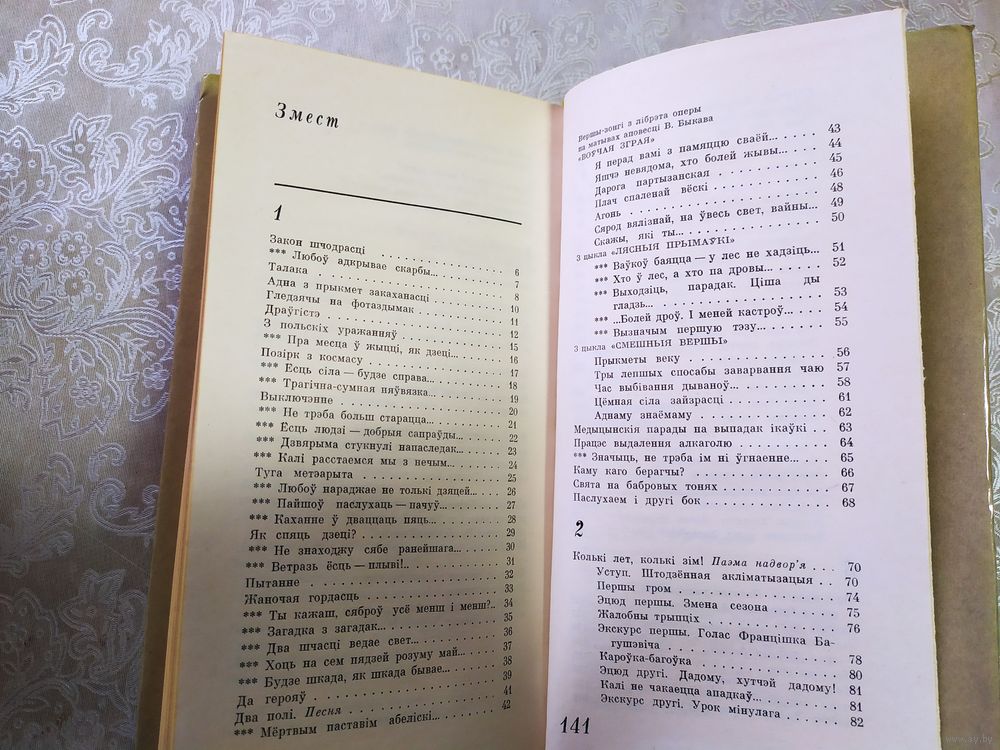 Змест
1
Закон шчодрасці
*** Любоў адкрывае скарбы... 6
Талака 7
Адна з прыкмет закаханасці 8
Гледзячы на фотаздымак 10
Драўгістэ 11
З польскіх уражанняў 12
*** Пра месца ў жыцці, як дзеці... 15
Позірк з космасу 16
*** Ёсць сіла — будзе справа... 17
*** Трагічна-сумная няўвязка... 18
Выключэнне 19
*** Не трэба больш старацца... 20
*** Ёсць людзі — добрыя сапраўды... 21
*** Дзвярыма стукнулі напаследак... 22
*** Калі расстаемся мы з нечым... 23
Туга метэарыта 24
*** Любоў нараджае не толькі дзяцей... 25
*** Пайшоў паслухаць — пачуў... 26
*** Каханне ў дваццаць пяць... 27
Як спяць дзеці? 28
*** Не знаходжу сябе ранейшага... 29
*** Ветразь ёсць — плыві!.. 30
Пытанне 31
Жаночая гордасць 32
*** Ты кажаш, сяброў усё менш і менш?.. 33
*** Загадка з загадак... 34
*** Два шчасці ведае свет... 35
*** Хоць на сем пядзей розуму май... 36
*** Будзе шкада, як шкада бывае... 37
Да герояў 38
Два полі. Песня 39
*** Мёртвым паставім абеліскі... 41
42
Вершы-зонгі з лібрэта оперы
па матывах аповесці В. Быкава
«ВОЎЧАЯ ЗГРАЯ»
Я перад вамі з памяццю сваёй... 43
Яшчэ невядома, хто болей жывы... 44
Дарога партызанская 45
Плач спаленай вёскі 46
Агонь 48
Сярод вялізнай, на ўвесь свет, вайны... 49
Скажы, які ты... 50
З цыкла «ЛЯСНЫЯ ПРЫМАЎКІ»
*** Ваўкоў баяцца — у лес не хадзіць... 51
*** Хто ў лес, а хто па дровы... 52
*** Выходзіць, парадак. Ціша ды
гладзь... 53
*** ...Болей дроў. І меней кастроў... 54
*** Вызначым першую тэзу... 55
З цыкла «СМЕШНЫЯ ВЕРШЫ»
Прыкметы веку 56
Тры лепшых спосабы заварвання чаю 57
Час выбівання дываноў... 58
Цёмная сіла зайзрасці 61
Аднаму знаёмаму 62
Медыцынскія парады на выпадак ікаўкі 63
Працэс выдалення алкаголю 64
*** Значыць, не трэба ім ні ўгнаенне... 65
Каму каго берагчы? 66
Свята на бабровых тонях 67
Паслухаем і другі бок 68
2
Колькі лет, колькі зім! Паэма надвор'я 70
Уступ. Штодзённая акліматызацыя 70
Першы гром 74
Эцюд першы. Змена сезона 75
Жалобны трыпціх 76
Экскурс першы. Голас Францішка Ба-
гушэвіча 78
Кароўка-багоўка 80
Эцюд другі. Дадому, хутчэй дадому! 81
Калі не чакаецца ападкаў... 81
Экскурс другі. Урок мінулага 82
141
www.ay.by